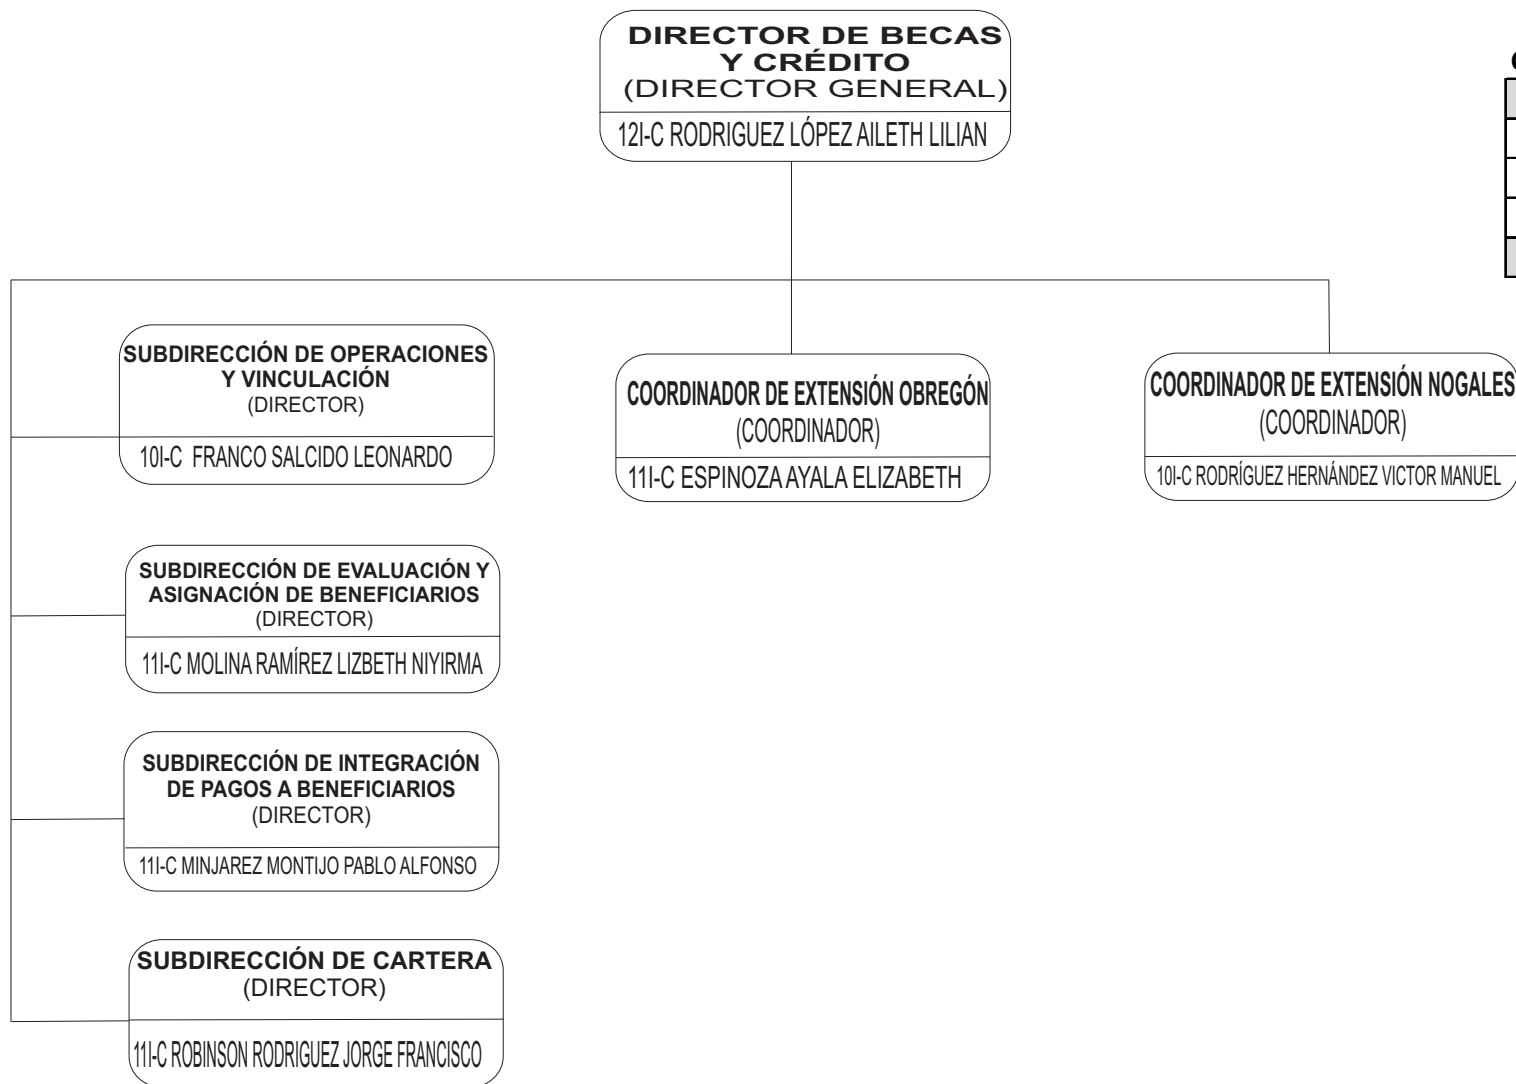 DIRECTOR DE BECAS
Y CRÉDITO
(DIRECTOR GENERAL)
12I-C RODRIGUEZ LÓPEZ AILETH LILIAN
SUBDIRECCIÓN DE OPERACIONES
Y VINCULACIÓN
(DIRECTOR)
10I-C FRANCO SALCIDO LEONARDO
COORDINADOR DE EXTENSIÓN OBREGÓN
(COORDINADOR)
11I-C ESPINOZA AYALA ELIZABETH
COORDINADOR DE EXTENSIÓN NOGALES
(COORDINADOR)
10I-C RODRÍGUEZ HERNÁNDEZ VICTOR MANUEL
SUBDIRECCIÓN DE EVALUACIÓN Y
ASIGNACIÓN DE BENEFICIARIOS
(DIRECTOR)
11I-C MOLINA RAMÍREZ LIZBETH NIYIRMA
SUBDIRECCIÓN DE INTEGRACIÓN
DE PAGOS A BENEFICIARIOS
(DIRECTOR)
11I-C MINJAREZ MONTIJO PABLO ALFONSO
SUBDIRECCIÓN DE CARTERA
(DIRECTOR)
11I-C ROBINSON RODRIGUEZ JORGE FRANCISCO